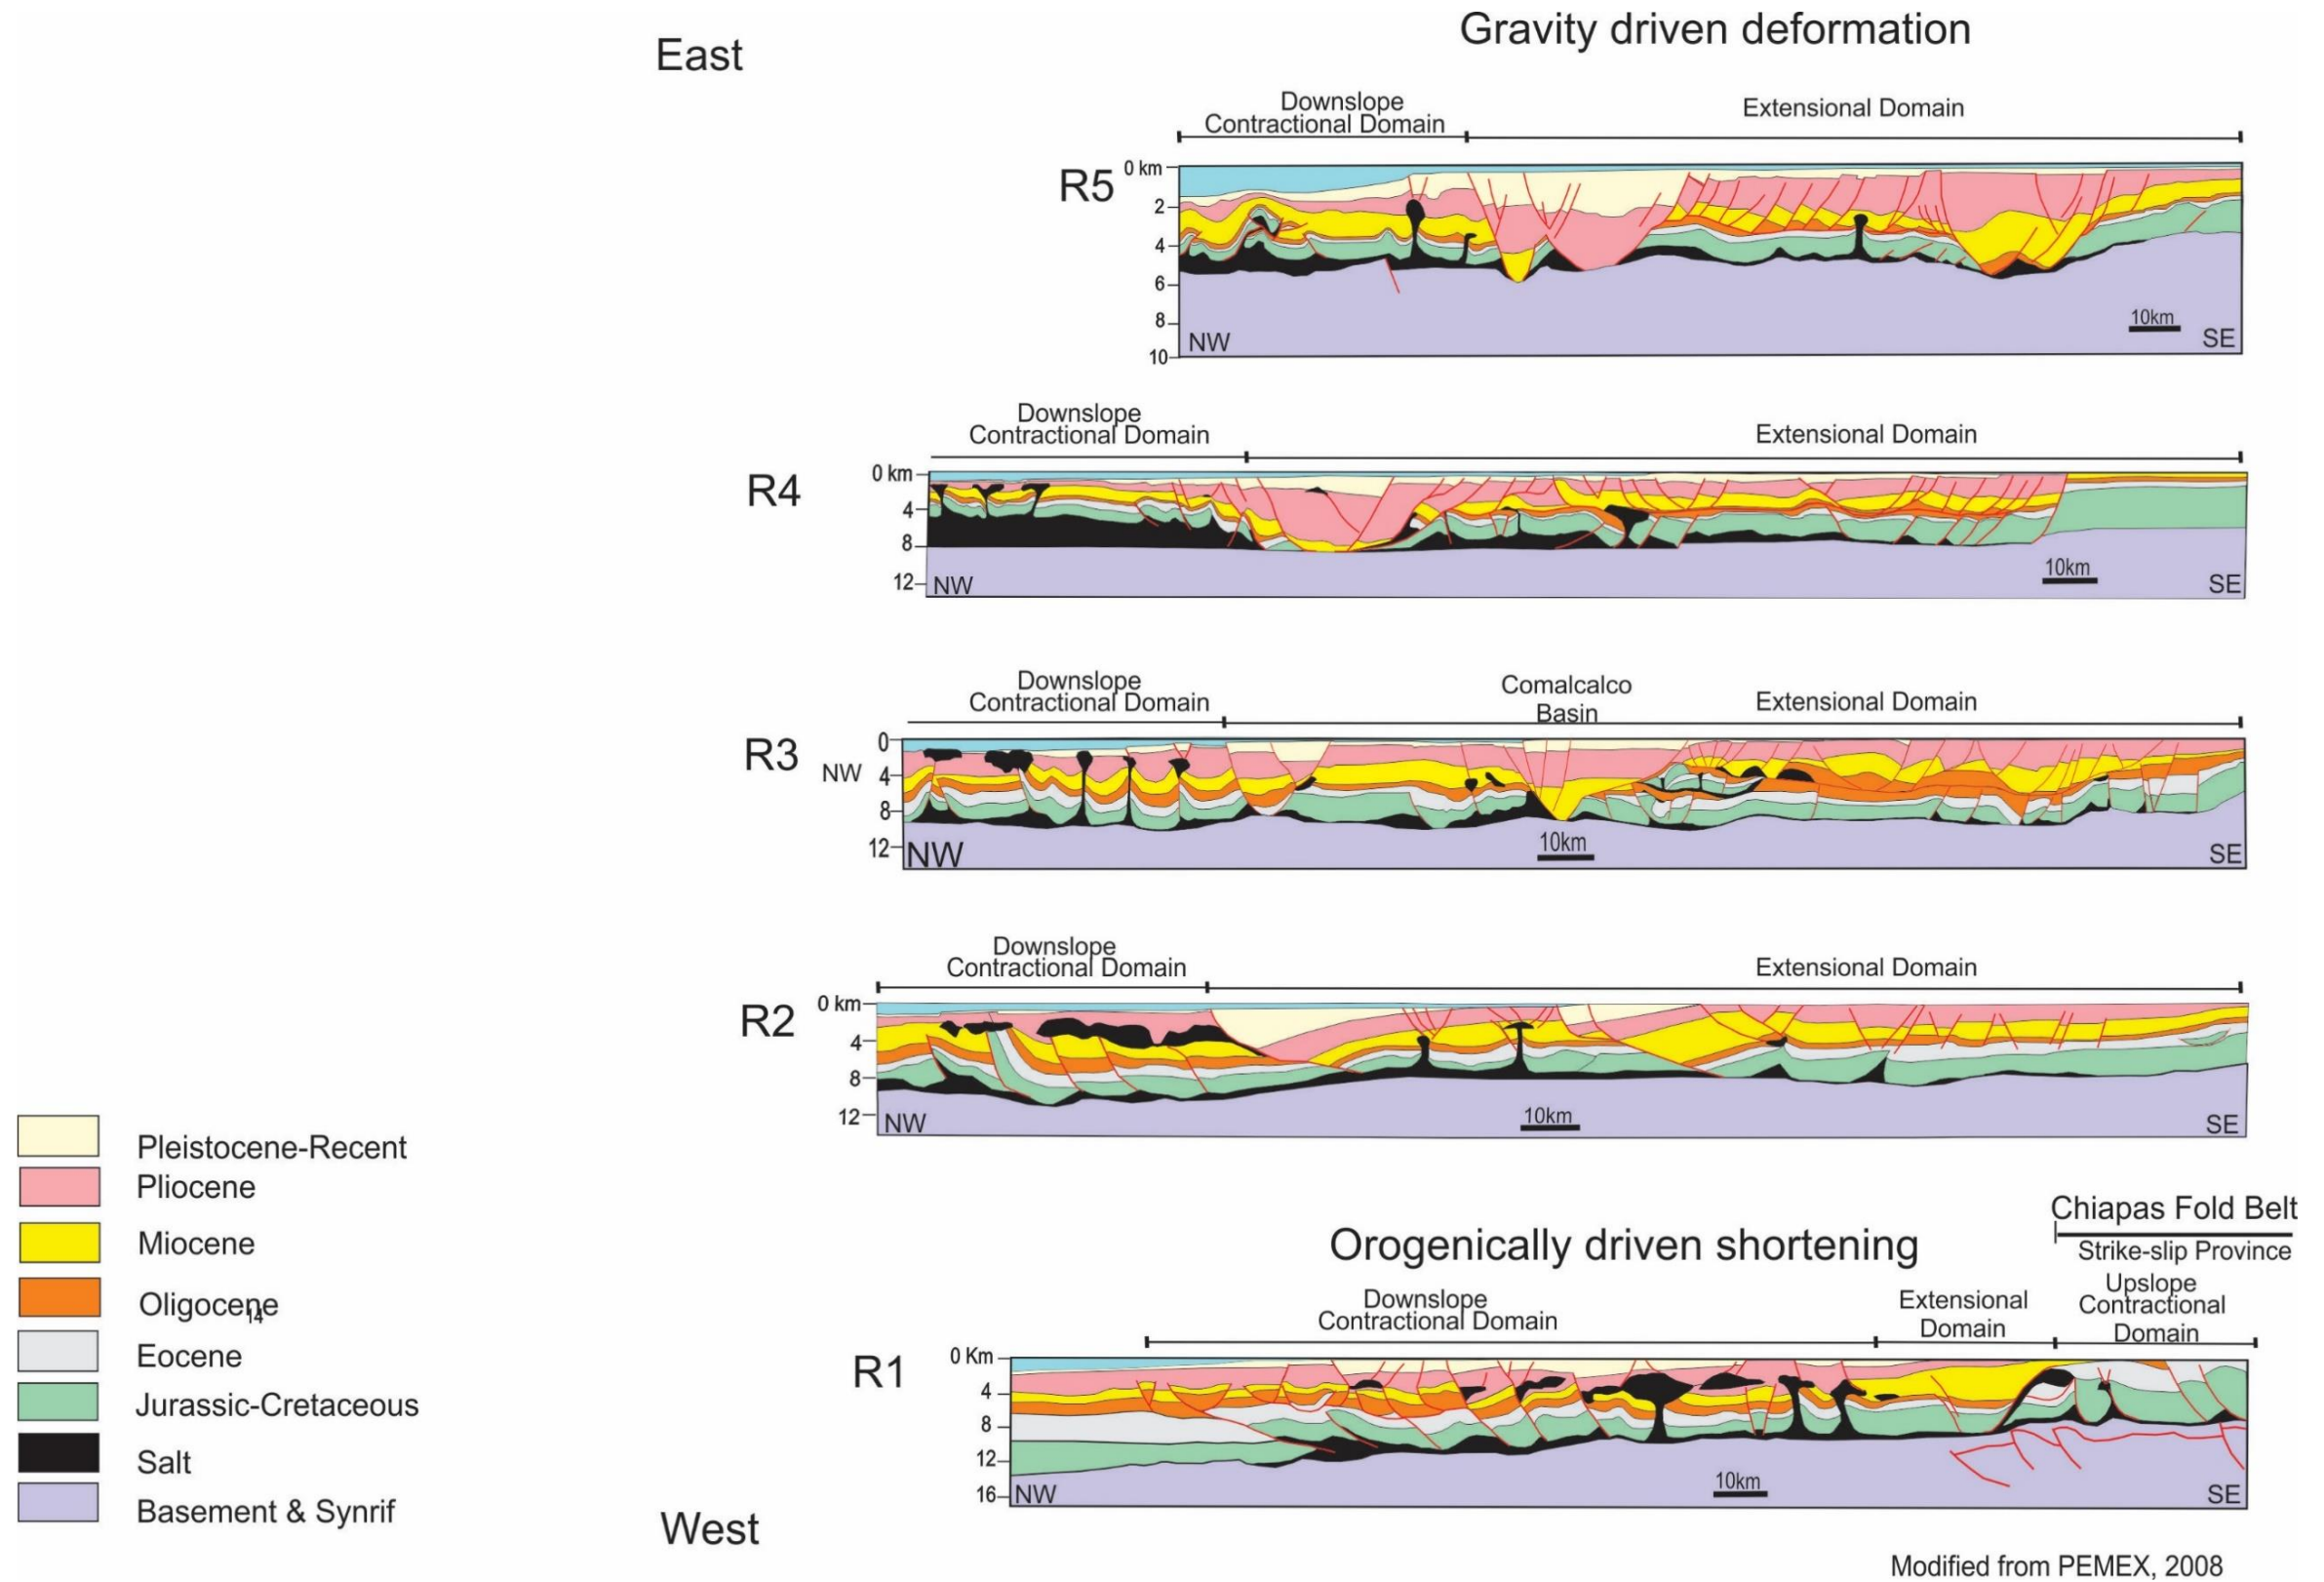 Gravity driven deformation
East
Downslope
Contractional Domain
Extensional Domain
R5
0 km
2
4
6
8
10
NW
10km
SE
Downslope
Contractional Domain
Extensional Domain
R4
0 km
4
8
12
NW
10km
SE
Downslope
Contractional Domain
Comalcalco
Basin
Extensional Domain
R3
NW
0
4
8
12
NW
10km
SE
Downslope
Contractional Domain
Extensional Domain
R2
0 km
4
8
12
NW
10km
SE
Pleistocene-Recent
Pliocene
Miocene
Oligocene
14
Eocene
Jurassic-Cretaceous
Salt
Basement & Synrif
Chiapas Fold Belt
Strike-slip Province
Orogenically driven shortening
Downslope
Contractional Domain
Extensional
Domain
Upslope
Contractional
Domain
R1
0 Km
4
8
12
16
NW
10km
SE
West
Modified from PEMEX, 2008